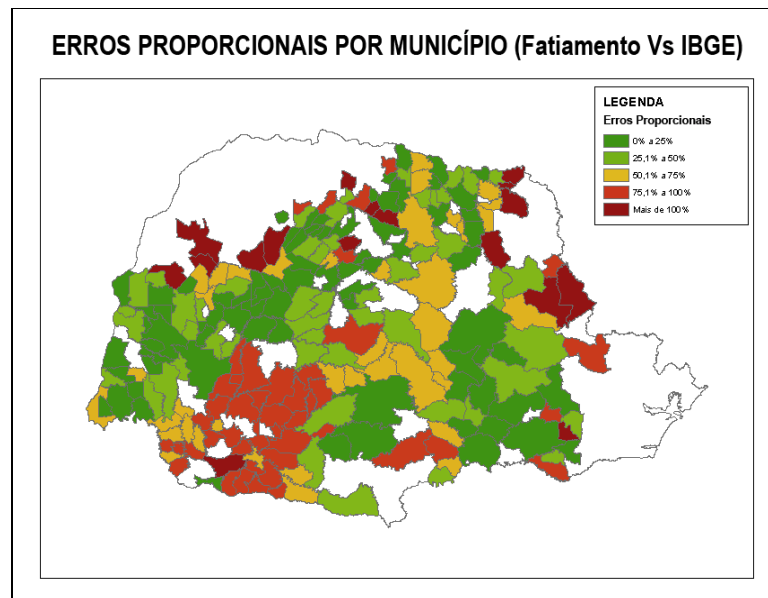 ERROS PROPORCIONAIS POR MUNICÍPIO (Fatiamento Vs IBGE)
LEGENDA
Erros Proporcionais
0% a 25%
25,1% a 50%
50,1% a 75%
75,1% a 100%
Mais de 100%